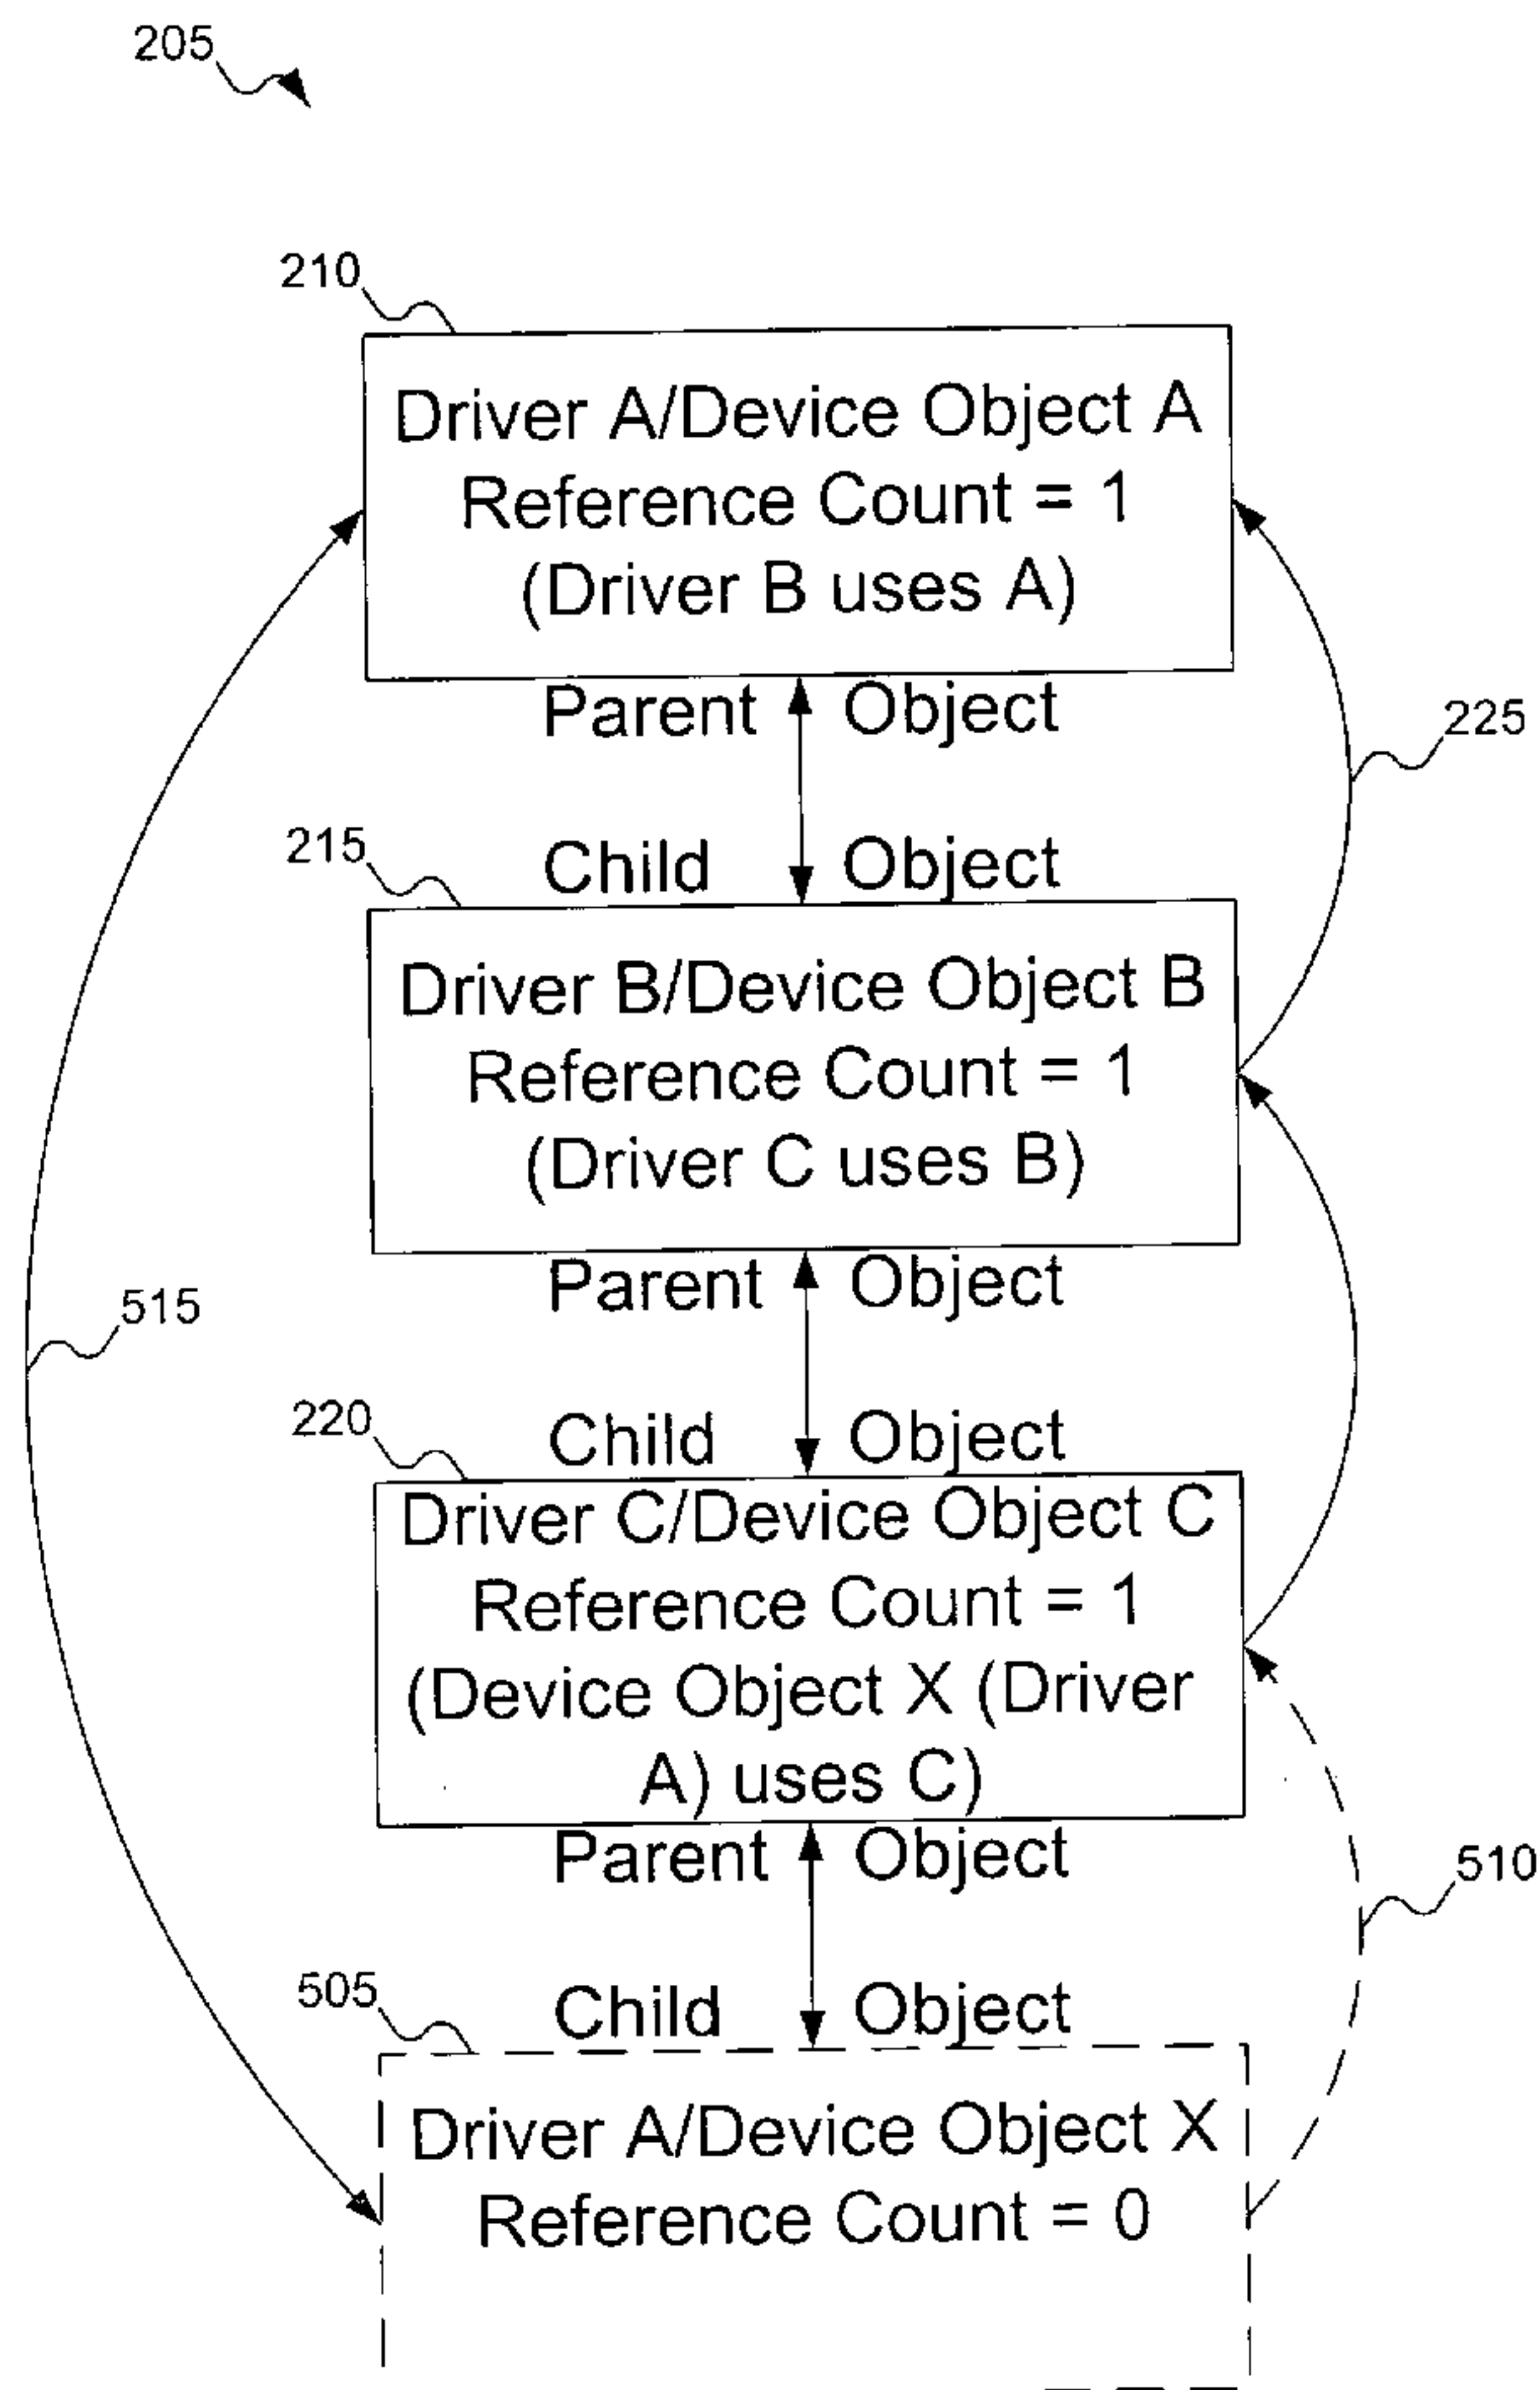 205
210
Driver A/Device Object A
Reference Count = 1
(Driver B uses A)
Parent Object
225
215
Child Object
Driver B/Device Object B
Reference Count = 1
(Driver C uses B)
Parent Object
515
220
Child Object
Driver C/Device Object C
Reference Count = 1
(Device Object X (Driver
A) uses C)
Parent Object
510
505
Child Object
Driver A/Device Object X
Reference Count = 0